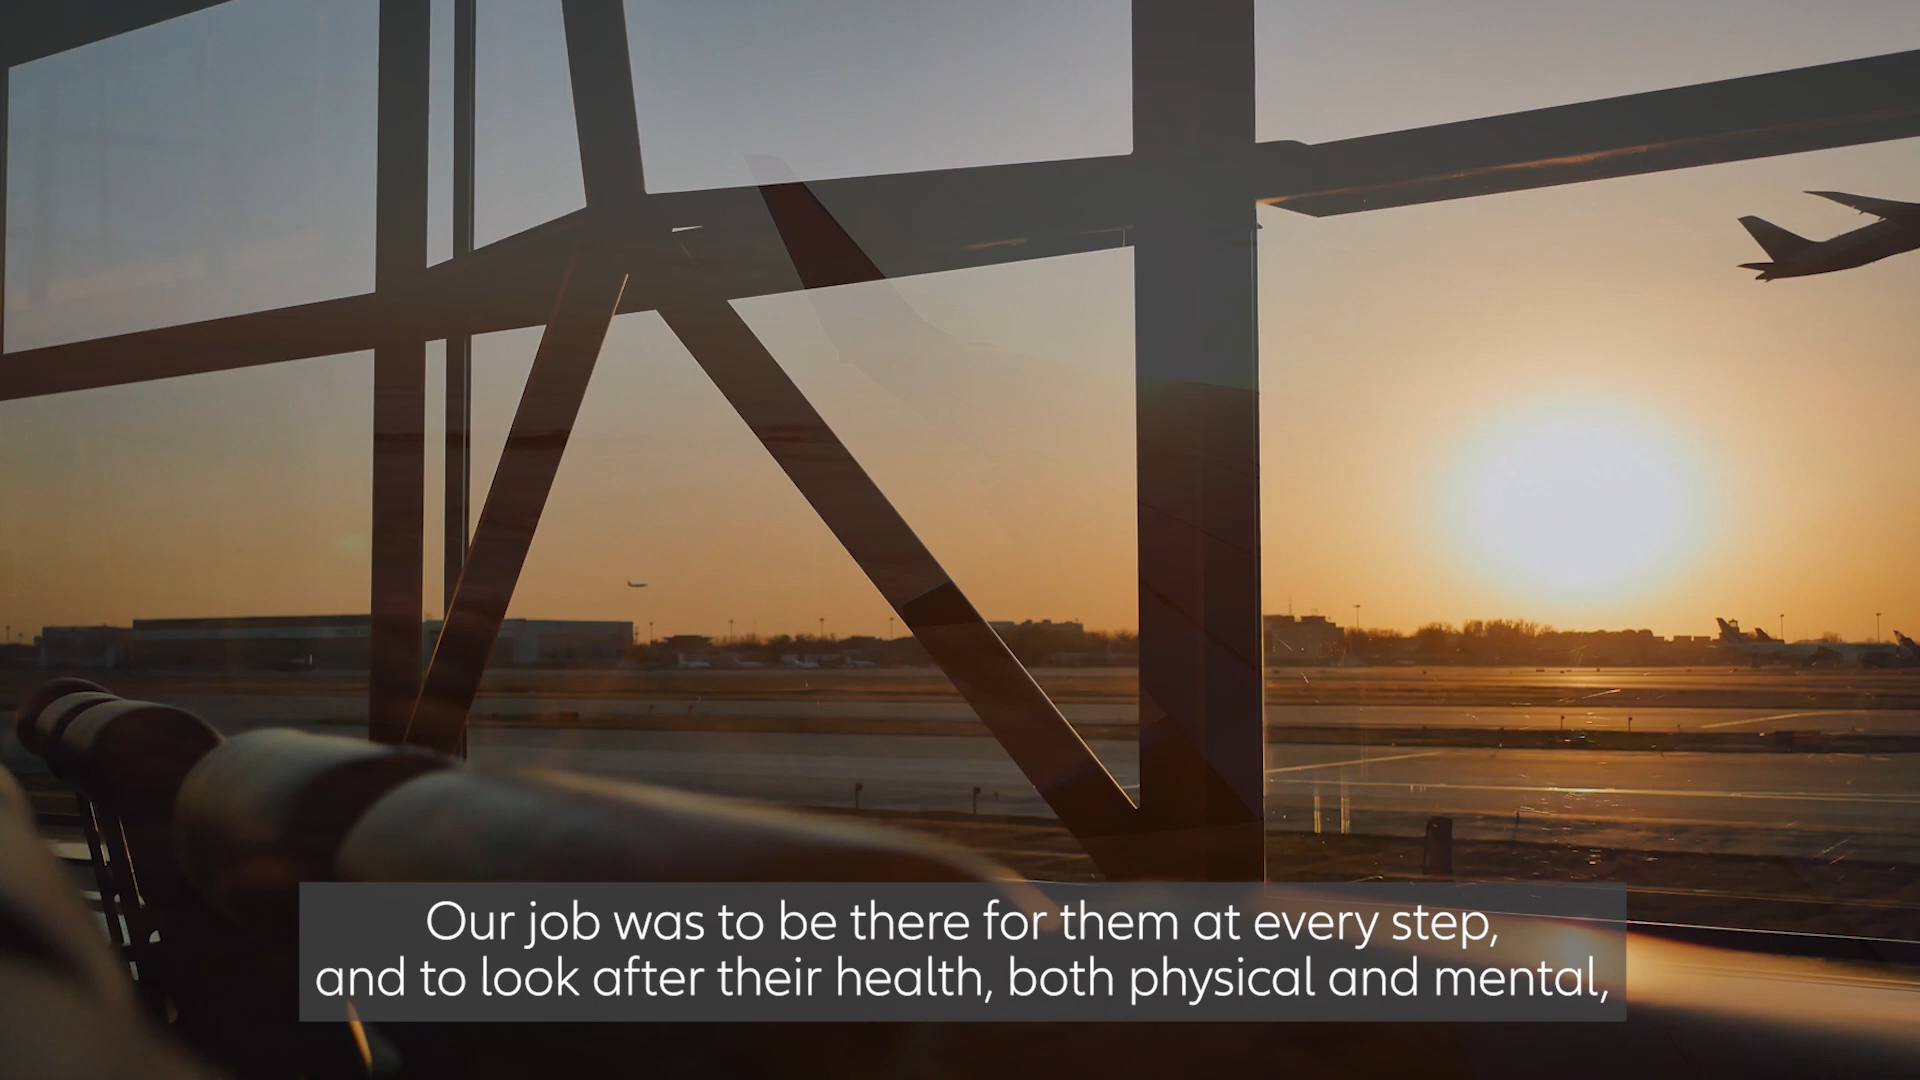 Our job was to be there for them at every step,
and to look after their health, both physical and mental,